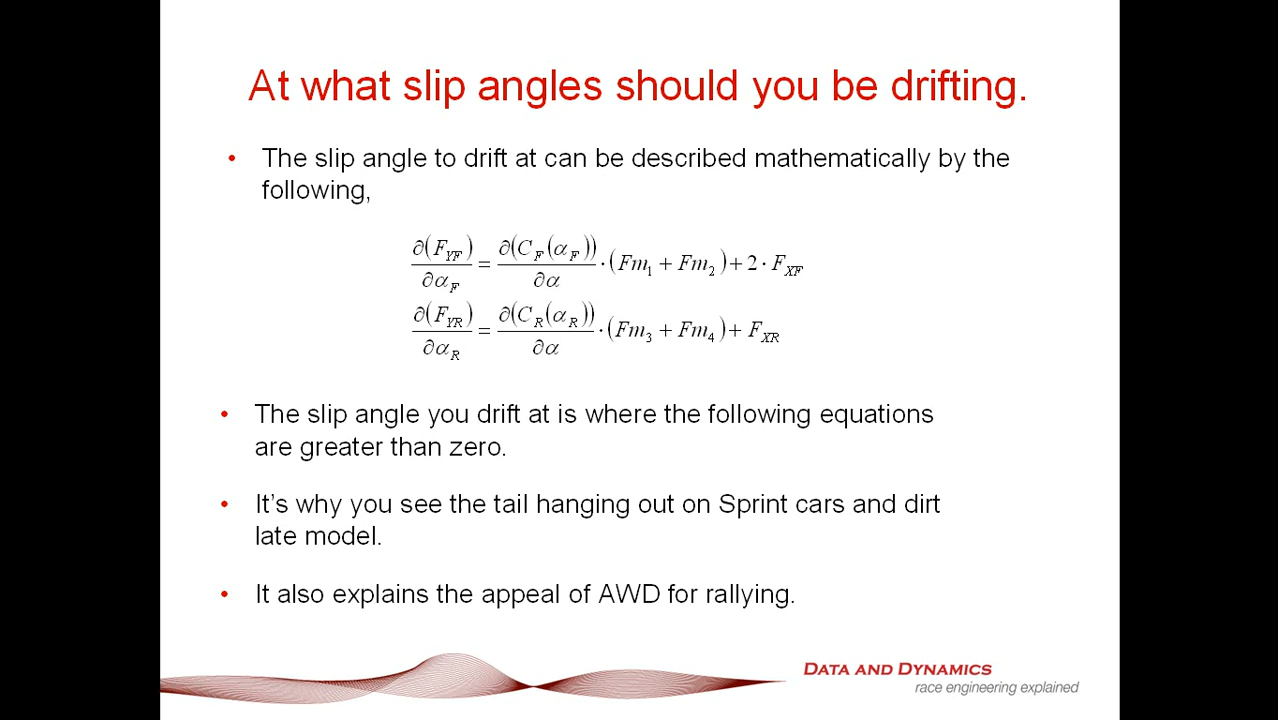 At what slip angles should you be drifting.
• The slip angle to drift at can be described mathematically by the
following,
∂(F_YF)/∂α_F = ∂(C_F(α_F))/∂α · (Fm_1 + Fm_2) + 2 · F_XF
∂(F_YR)/∂α_R = ∂(C_R(α_R))/∂α · (Fm_3 + Fm_4) + F_XR
• The slip angle you drift at is where the following equations
are greater than zero.
• It’s why you see the tail hanging out on Sprint cars and dirt
late model.
• It also explains the appeal of AWD for rallying.
DATA AND DYNAMICS
race engineering explained